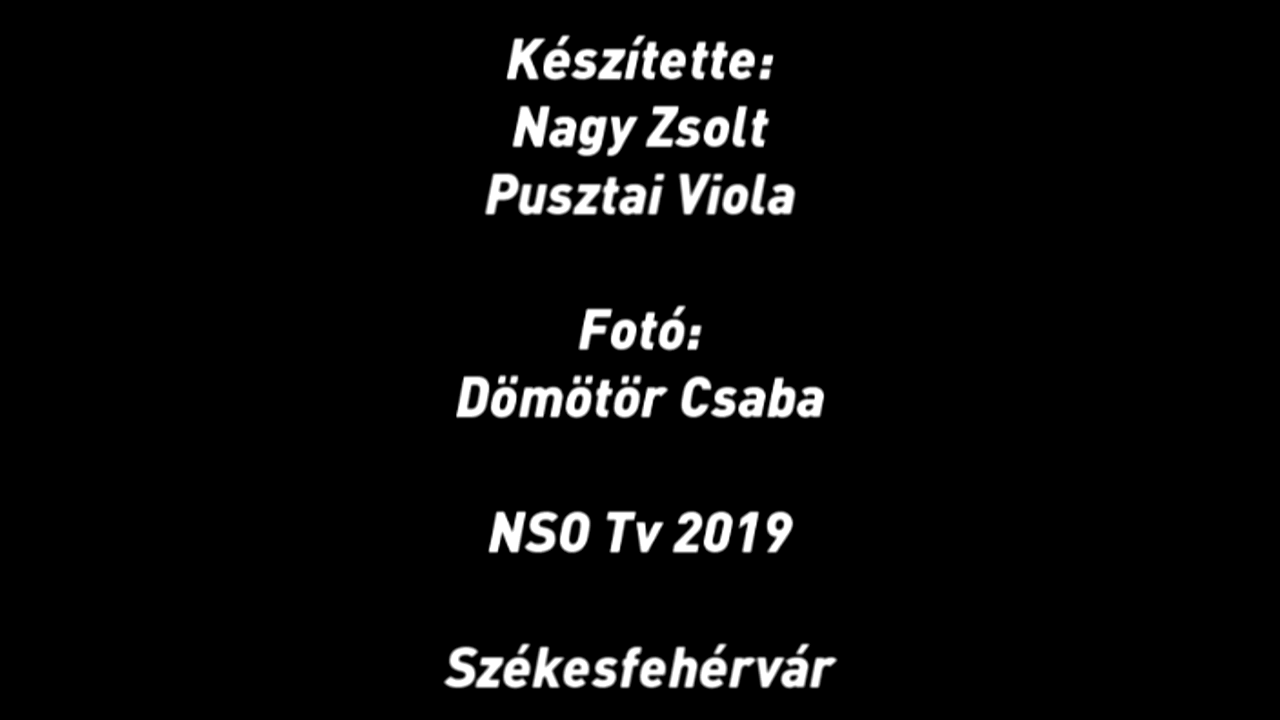 Készítette:
Nagy Zsolt
Pusztai Viola
Fotó:
Dömötör Csaba
NSO Tv 2019
Székesfehérvár